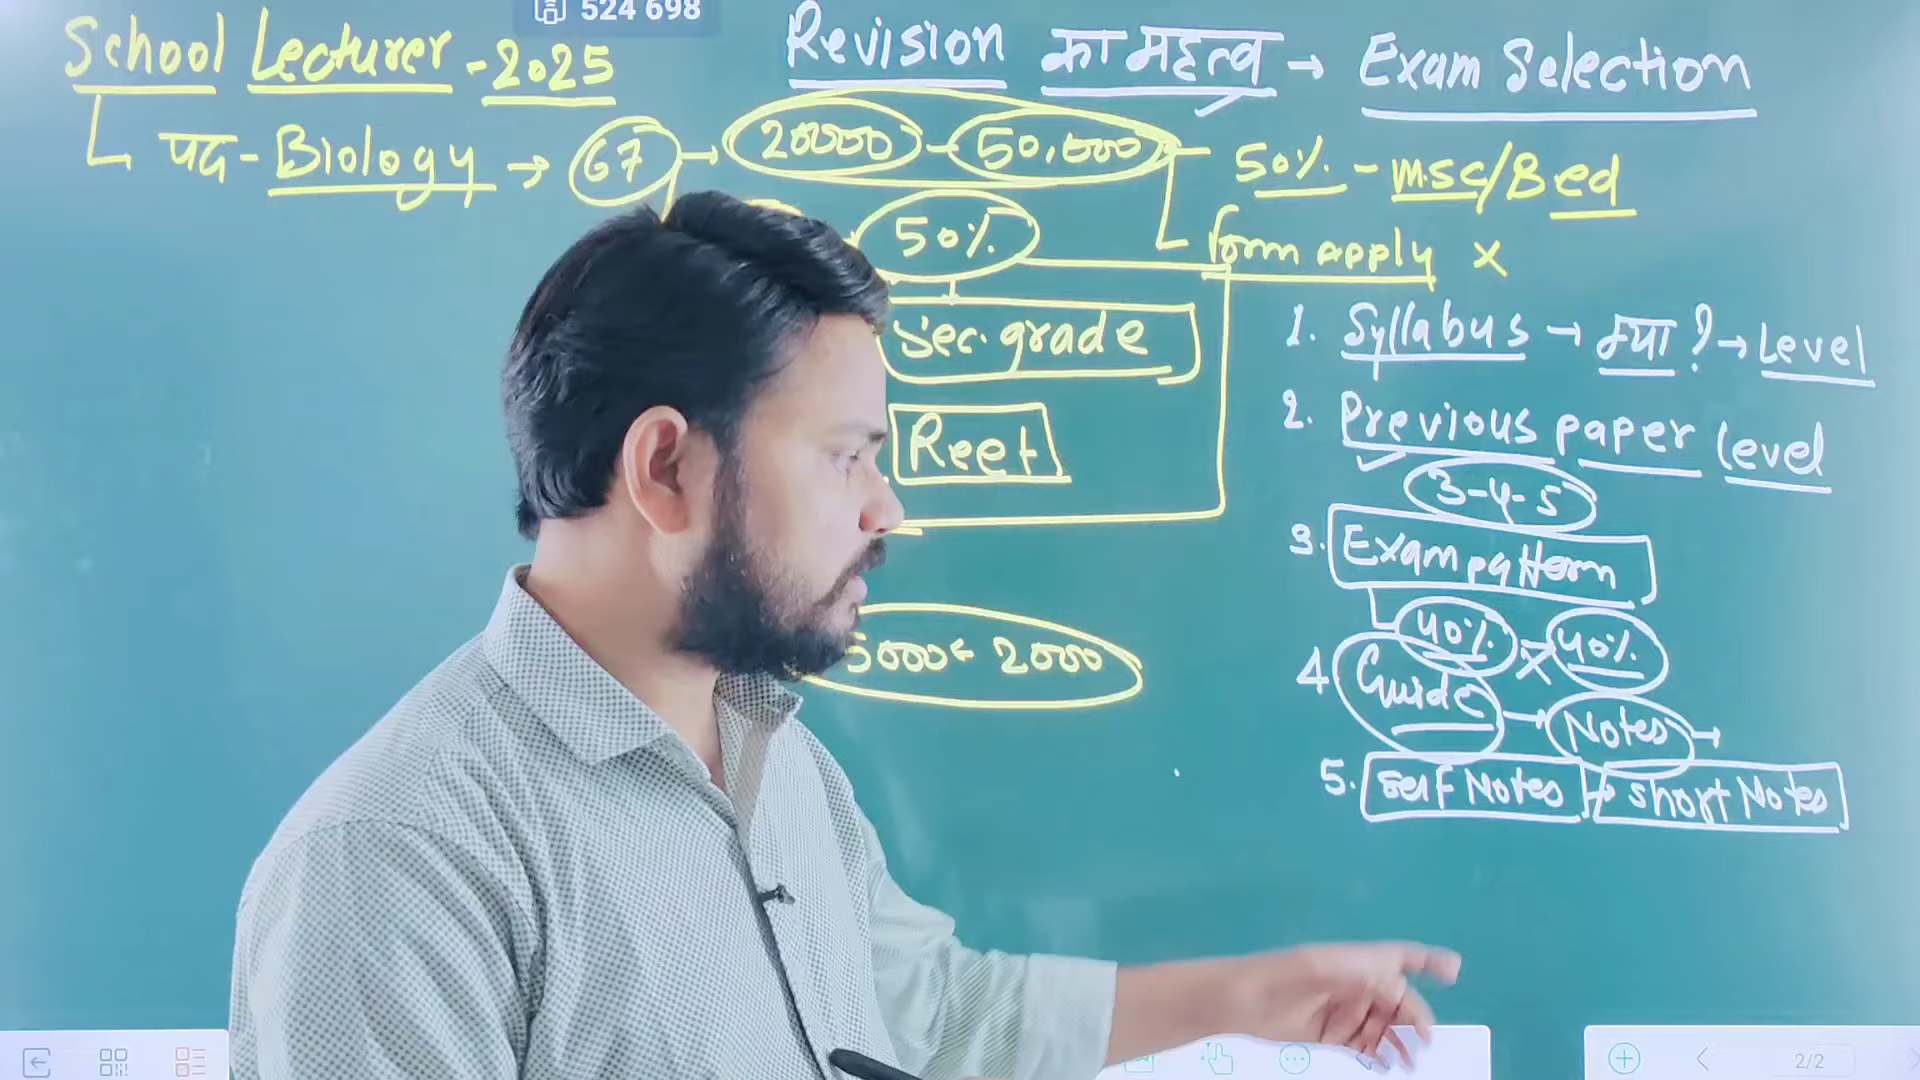 524 698
School Lecturer - 2025
पद - Biology → 67 → 20000 - 50,000 - 50% - m.sc/B ed
50%
form apply x
Sec. grade
Reet
5000 - 2000
Revision का महत्व → Exam Selection
1. Syllabus → क्या ? → Level
2. Previous paper level
3-4-5
3. Exam pattern
40% x 40%
4 Guide → Notes →
5. self Notes → short Notes
2/2